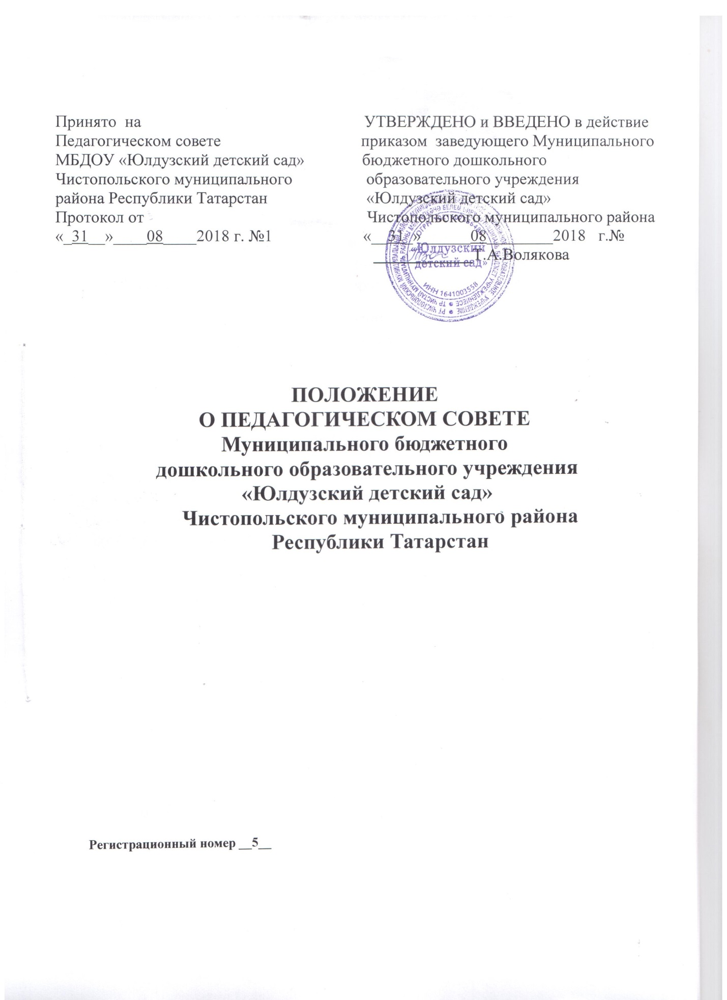 Принято на
Педагогическом совете
МБДОУ «Юлдузский детский сад»
Чистопольского муниципального
района Республики Татарстан
Протокол от
«_31__»____08____2018 г. №1
УТВЕРЖДЕНО и ВВЕДЕНО в действие
приказом заведующего Муниципального
бюджетного дошкольного
образовательного учреждения
«Юлдузский детский сад»
Чистопольского муниципального района
«__31_»______08________2018 г.№
____________Т.А.Волякова
«Юлдузский
детский сад»
ИНН 1641003558
ПОЛОЖЕНИЕ
О ПЕДАГОГИЧЕСКОМ СОВЕТЕ
Муниципального бюджетного
дошкольного образовательного учреждения
«Юлдузский детский сад»
Чистопольского муниципального района
Республики Татарстан
Регистрационный номер __5__